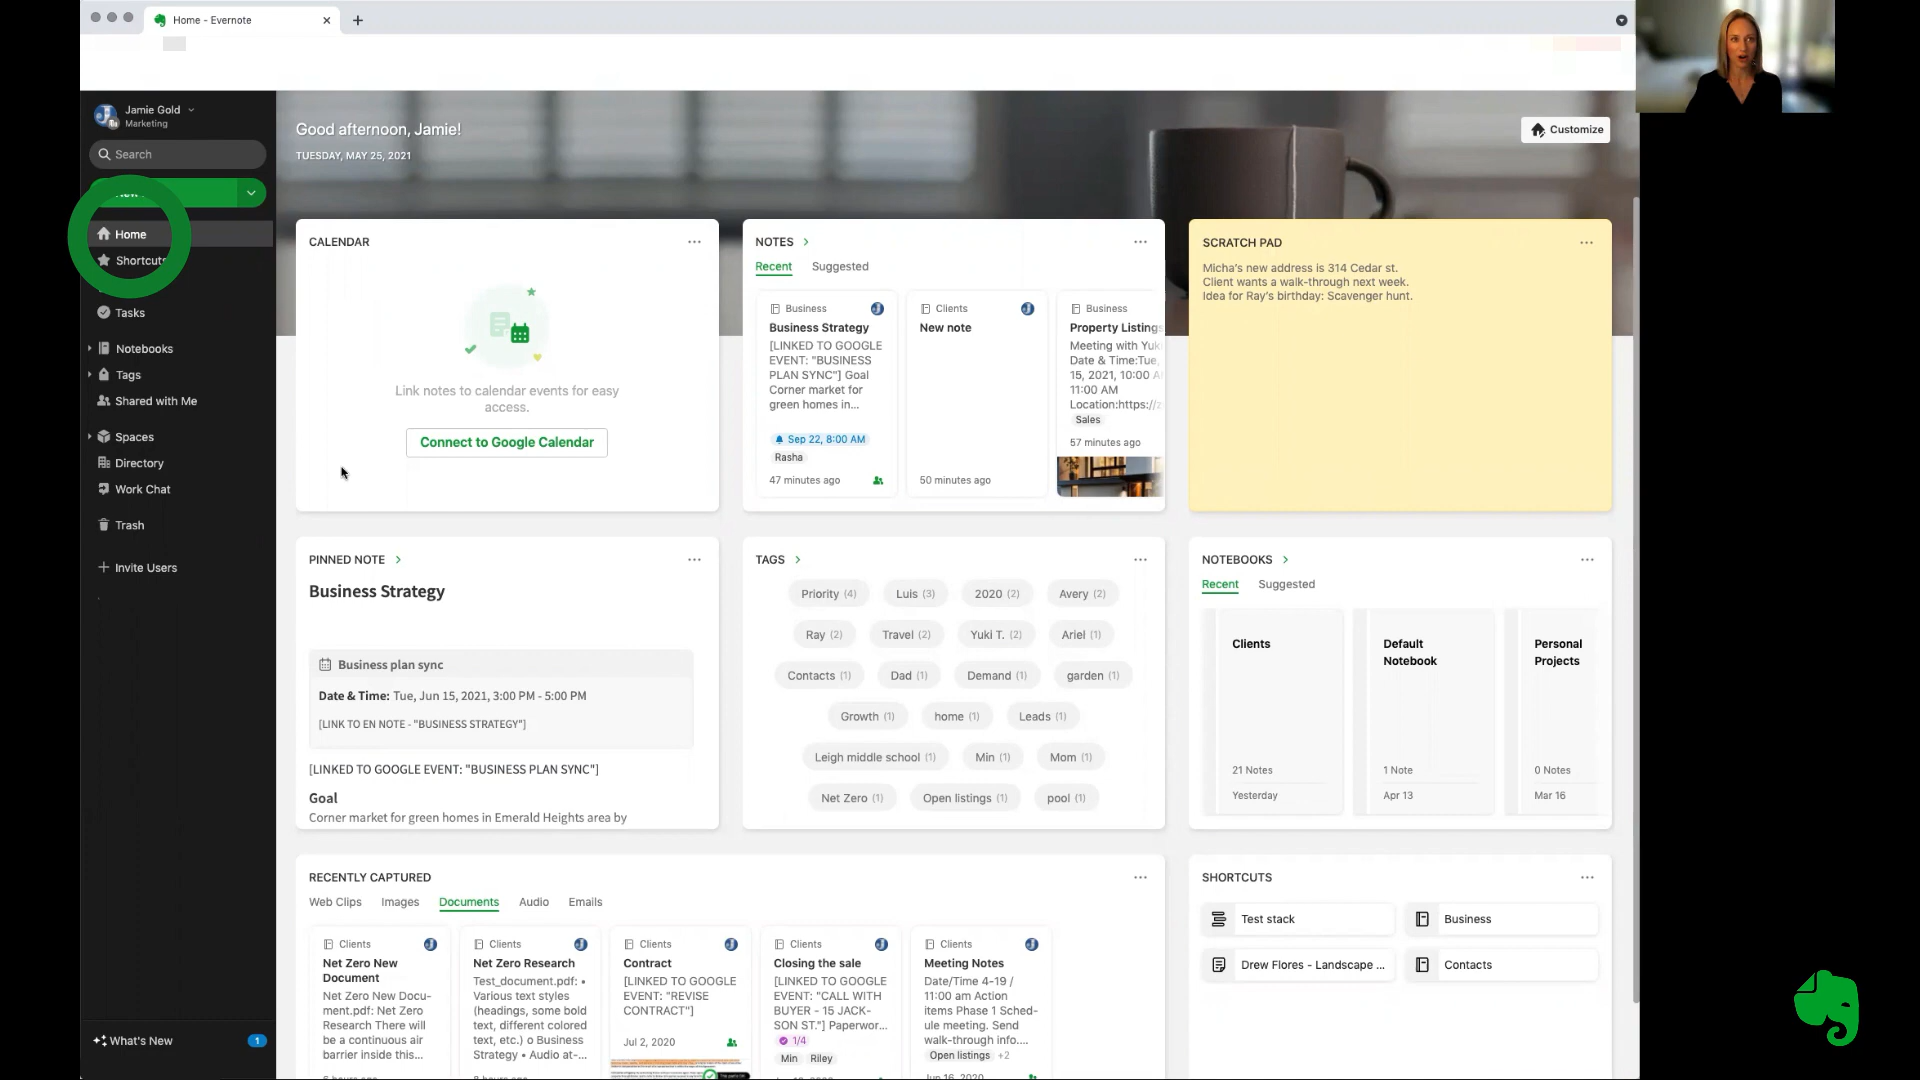 Home - Evernote
Jamie Gold
Marketing
Search
Home
Shortcuts
Tasks
Notebooks
Tags
Shared with Me
Spaces
Directory
Work Chat
Trash
Invite Users
What's New
1
Good afternoon, Jamie!
TUESDAY, MAY 25, 2021
Customize
CALENDAR
Link notes to calendar events for easy
access.
Connect to Google Calendar
NOTES
Recent Suggested
Business
Business Strategy
[LINKED TO GOOGLE
EVENT: "BUSINESS
PLAN SYNC"] Goal
Corner market for
green homes in...
Sep 22, 8:00 AM
Rasha
47 minutes ago
Clients
New note
50 minutes ago
Business
Property Listings
Meeting with Yuk
Date & Time:Tue,
15, 2021, 10:00 A
11:00 AM
Location:https://z
Sales
57 minutes ago
SCRATCH PAD
Micha's new address is 314 Cedar st.
Client wants a walk-through next week.
Idea for Ray's birthday: Scavenger hunt.
PINNED NOTE
Business Strategy
Business plan sync
Date & Time: Tue, Jun 15, 2021, 3:00 PM - 5:00 PM
[LINK TO EN NOTE - "BUSINESS STRATEGY"]
[LINKED TO GOOGLE EVENT: "BUSINESS PLAN SYNC"]
Goal
Corner market for green homes in Emerald Heights area by
TAGS
Priority (4) Luis (3) 2020 (2) Avery (2)
Ray (2) Travel (2) Yuki T. (2) Ariel (1)
Contacts (1) Dad (1) Demand (1) garden (1)
Growth (1) home (1) Leads (1)
Leigh middle school (1) Min (1) Mom (1)
Net Zero (1) Open listings (1) pool (1)
NOTEBOOKS
Recent Suggested
Clients
21 Notes
Yesterday
Default
Notebook
1 Note
Apr 13
Personal
Projects
0 Notes
Mar 16
RECENTLY CAPTURED
Web Clips Images Documents Audio Emails
Clients
Net Zero New
Document
Net Zero New Docu-
ment.pdf: Net Zero
Research There will
be a continuous air
barrier inside this...
Clients
Net Zero Research
Test_document.pdf: •
Various text styles
(headings, some bold
text, different colored
text, etc.) o Business
Strategy • Audio at-...
Clients
Contract
[LINKED TO GOOGLE
EVENT: "REVISE
CONTRACT"]
Jul 2, 2020
Clients
Closing the sale
[LINKED TO GOOGLE
EVENT: "CALL WITH
BUYER - 15 JACK-
SON ST."] Paperwor...
1/4
Min Riley
Clients
Meeting Notes
Date/Time 4-19 /
11:00 am Action
items Phase 1 Sched-
ule meeting. Send
walk-through info....
Open listings +2
Jun 16, 2020
SHORTCUTS
Test stack
Business
Drew Flores - Landscape ...
Contacts